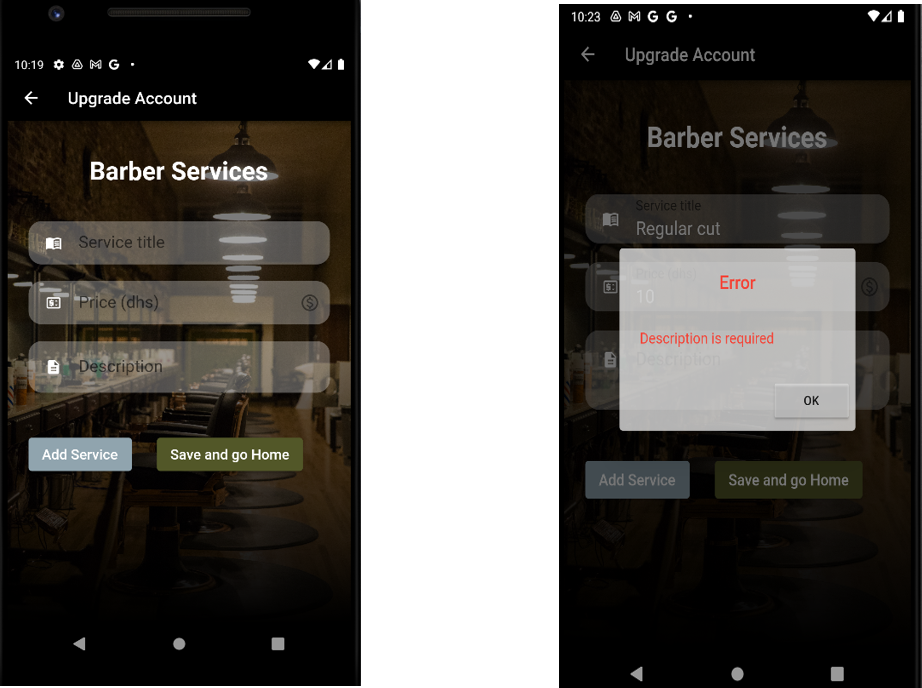 10:19
Upgrade Account
Barber Services
Service title
Price (dhs)
Description
Add Service
Save and go Home
10:23
Upgrade Account
Barber Services
Service title
Regular cut
Price (dhs)
10
Error
Description is required
Description
OK
Add Service
Save and go Home